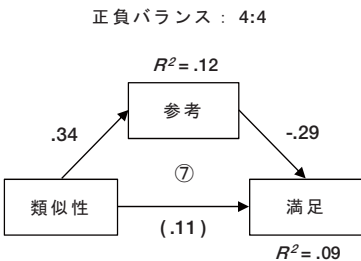 正負バランス： 4:4
R² = .12
参考
.34
-.29
⑦
類似性
満足
(.11)
R² = .09